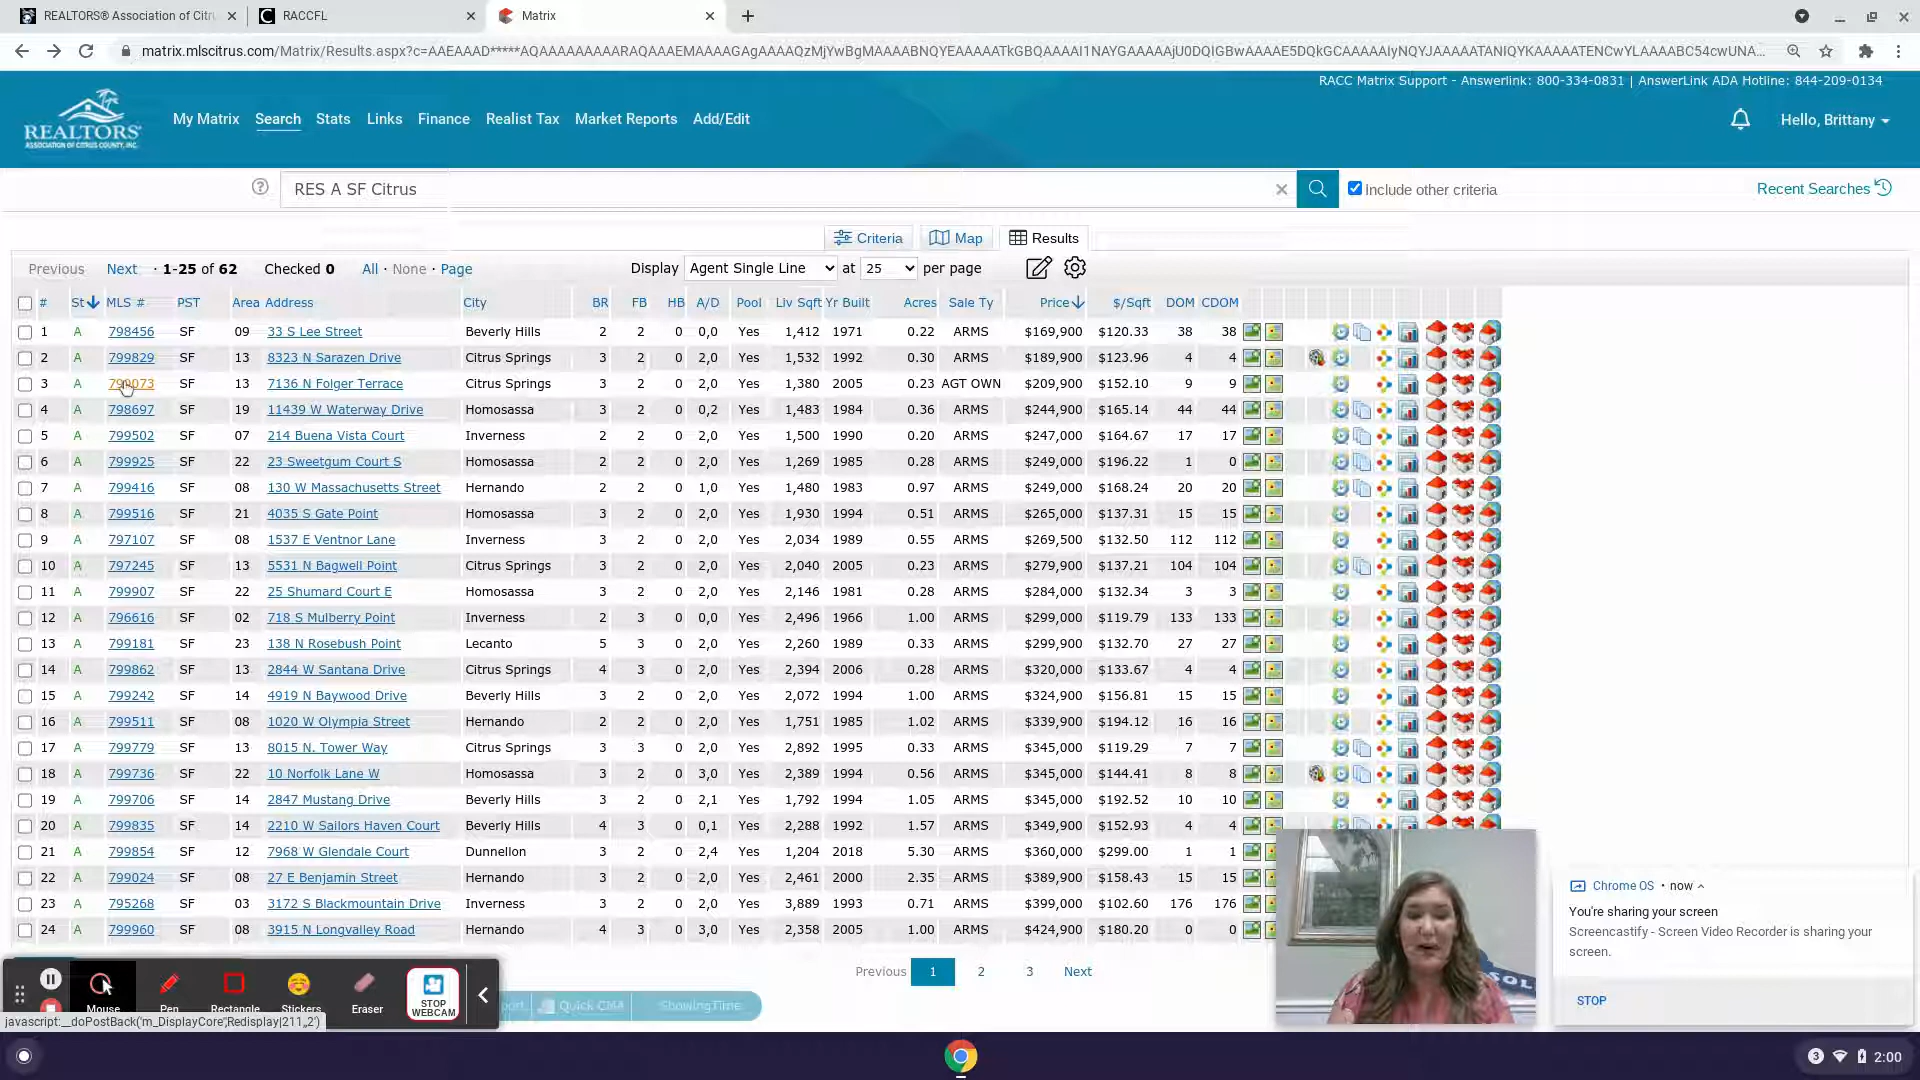 REALTORS® Association of Citru
RACCFL
Matrix
matrix.mlscitrus.com/Matrix/Results.aspx?c=AAEAAAD*****AQAAAAAAAAARAQAAAEMAAAAGAgAAAAQzMjYwBgMAAAABNQYEAAAAATkGBQAAAAI1NAYGAAAAAjU0DQIGBwAAAAE5DQkGCAAAAAIyNQYJAAAAATANIQYKAAAAATENCwYLAAAABC54cwUNA...
RACC Matrix Support - Answerlink: 800-334-0831 | AnswerLink ADA Hotline: 844-209-0134
REALTORS
ASSOCIATION OF CITRUS COUNTY, INC.
My Matrix Search Stats Links Finance Realist Tax Market Reports Add/Edit
Hello, Brittany
RES A SF Citrus
Include other criteria
Recent Searches
Criteria Map Results
Previous Next · 1-25 of 62 Checked 0 All · None · Page Display Agent Single Line at 25 per page
# St MLS # PST Area Address City BR FB HB A/D Pool Liv Sqft Yr Built Acres Sale Ty Price $/Sqft DOM CDOM
1 A 798456 SF 09 33 S Lee Street Beverly Hills 2 2 0 0,0 Yes 1,412 1971 0.22 ARMS $169,900 $120.33 38 38
2 A 799829 SF 13 8323 N Sarazen Drive Citrus Springs 3 2 0 2,0 Yes 1,532 1992 0.30 ARMS $189,900 $123.96 4 4
3 A 799073 SF 13 7136 N Folger Terrace Citrus Springs 3 2 0 2,0 Yes 1,380 2005 0.23 AGT OWN $209,900 $152.10 9 9
4 A 798697 SF 19 11439 W Waterway Drive Homosassa 3 2 0 0,2 Yes 1,483 1984 0.36 ARMS $244,900 $165.14 44 44
5 A 799502 SF 07 214 Buena Vista Court Inverness 2 2 0 2,0 Yes 1,500 1990 0.20 ARMS $247,000 $164.67 17 17
6 A 799925 SF 22 23 Sweetgum Court S Homosassa 2 2 0 2,0 Yes 1,269 1985 0.28 ARMS $249,000 $196.22 1 0
7 A 799416 SF 08 130 W Massachusetts Street Hernando 2 2 0 1,0 Yes 1,480 1983 0.97 ARMS $249,000 $168.24 20 20
8 A 799516 SF 21 4035 S Gate Point Homosassa 3 2 0 2,0 Yes 1,930 1994 0.51 ARMS $265,000 $137.31 15 15
9 A 797107 SF 08 1537 E Ventnor Lane Inverness 3 2 0 2,0 Yes 2,034 1989 0.55 ARMS $269,500 $132.50 112 112
10 A 797245 SF 13 5531 N Bagwell Point Citrus Springs 3 2 0 2,0 Yes 2,040 2005 0.23 ARMS $279,900 $137.21 104 104
11 A 799907 SF 22 25 Shumard Court E Homosassa 3 2 0 2,0 Yes 2,146 1981 0.28 ARMS $284,000 $132.34 3 3
12 A 796616 SF 02 718 S Mulberry Point Inverness 2 3 0 0,0 Yes 2,496 1966 1.00 ARMS $299,000 $119.79 133 133
13 A 799181 SF 23 138 N Rosebush Point Lecanto 5 3 0 2,0 Yes 2,260 1989 0.33 ARMS $299,900 $132.70 27 27
14 A 799862 SF 13 2844 W Santana Drive Citrus Springs 4 3 0 2,0 Yes 2,394 2006 0.28 ARMS $320,000 $133.67 4 4
15 A 799242 SF 14 4919 N Baywood Drive Beverly Hills 3 2 0 2,0 Yes 2,072 1994 1.00 ARMS $324,900 $156.81 15 15
16 A 799511 SF 08 1020 W Olympia Street Hernando 2 2 0 2,0 Yes 1,751 1985 1.02 ARMS $339,900 $194.12 16 16
17 A 799779 SF 13 8015 N. Tower Way Citrus Springs 3 3 0 2,0 Yes 2,892 1995 0.33 ARMS $345,000 $119.29 7 7
18 A 799736 SF 22 10 Norfolk Lane W Homosassa 3 2 0 3,0 Yes 2,389 1994 0.56 ARMS $345,000 $144.41 8 8
19 A 799706 SF 14 2847 Mustang Drive Beverly Hills 3 2 0 2,1 Yes 1,792 1994 1.05 ARMS $345,000 $192.52 10 10
20 A 799835 SF 14 2210 W Sailors Haven Court Beverly Hills 4 3 0 0,1 Yes 2,288 1992 1.57 ARMS $349,900 $152.93 4 4
21 A 799854 SF 12 7968 W Glendale Court Dunnellon 3 2 0 2,4 Yes 1,204 2018 5.30 ARMS $360,000 $299.00 1 1
22 A 799024 SF 08 27 E Benjamin Street Hernando 3 2 0 2,0 Yes 2,461 2000 2.35 ARMS $389,900 $158.43 15 15
23 A 795268 SF 03 3172 S Blackmountain Drive Inverness 3 2 0 2,0 Yes 3,889 1993 0.71 ARMS $399,000 $102.60 176 176
24 A 799960 SF 08 3915 N Longvalley Road Hernando 4 3 0 3,0 Yes 2,358 2005 1.00 ARMS $424,900 $180.20 0 0
Previous 1 2 3 Next
Quick CMA ShowingTime
Mouse Pen Rectangle Stickers Eraser STOP WEBCAM
javascript:__doPostBack('m_DisplayCore','Redisplay|211,,2')
SOLD
Chrome OS • now
You're sharing your screen
Screencastify - Screen Video Recorder is sharing your screen.
STOP
3 2:00